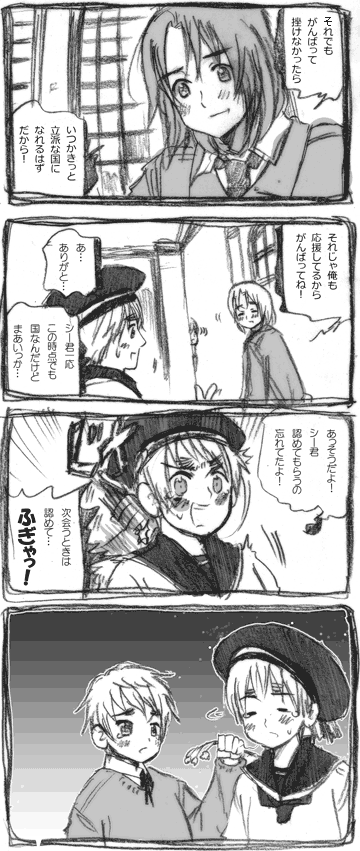 それでも
がんばって
挫けなかったら
いつかきっと
立派な国に
なれるはず
だから！
それじゃ俺も
応援してるから
がんばってね！
あ…
ありがと…
シー君一応
この時点でも
国なんだけど
まあいっか…
あっそうだよ！
シー君
認めてもらうの
忘れてたよ！
次会うときは
認めて…
ふぎゃっ！